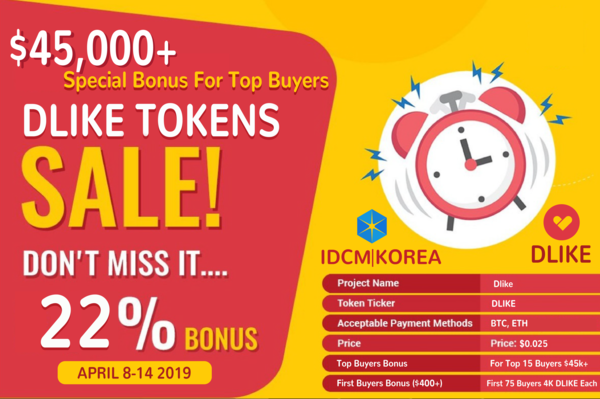 $45,000+
Special Bonus For Top Buyers
DLIKE TOKENS
SALE!
DON'T MISS IT....
22% BONUS
APRIL 8-14 2019
IDCM|KOREA
DLIKE
Project Name Dlike
Token Ticker DLIKE
Acceptable Payment Methods BTC, ETH
Price Price: $0.025
Top Buyers Bonus For Top 15 Buyers $45k+
First Buyers Bonus ($400+) First 75 Buyers 4K DLIKE Each